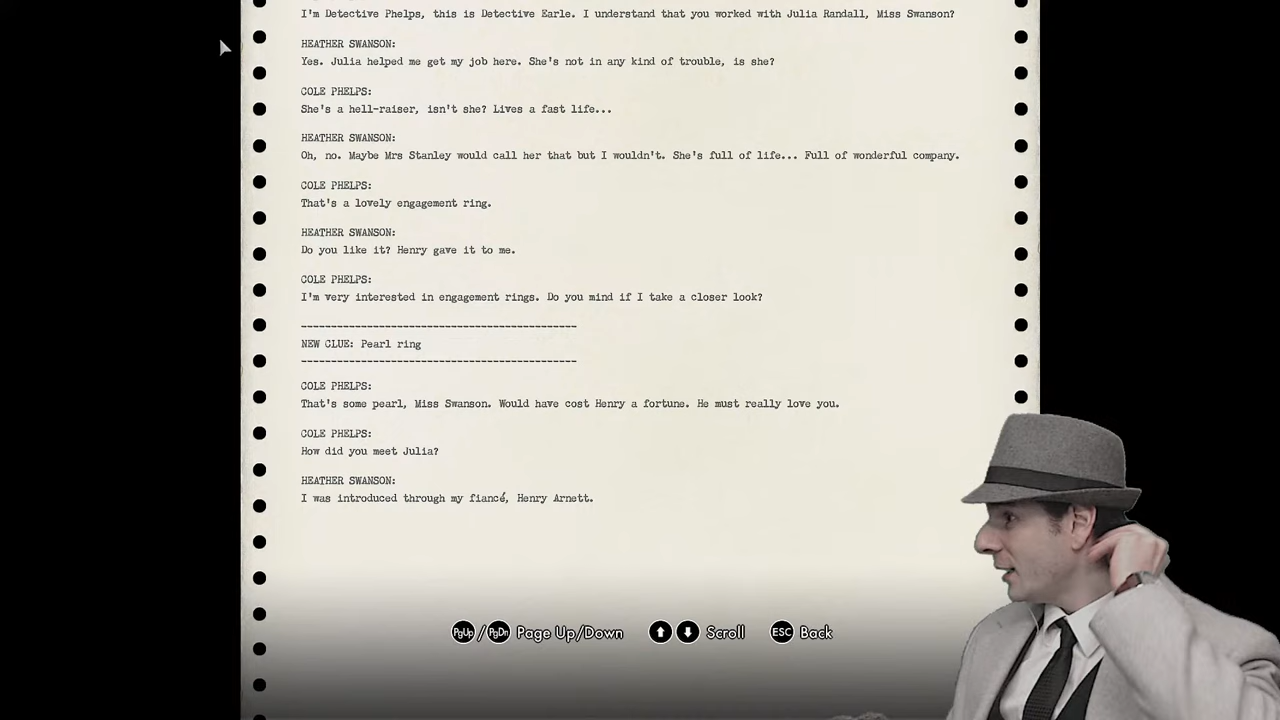 I'm Detective Phelps, this is Detective Earle. I understand that you worked with Julia Randall, Miss Swanson?
HEATHER SWANSON:
Yes. Julia helped me get my job here. She's not in any kind of trouble, is she?
COLE PHELPS:
She's a hell-raiser, isn't she? Lives a fast life...
HEATHER SWANSON:
Oh, no. Maybe Mrs Stanley would call her that but I wouldn't. She's full of life... Full of wonderful company.
COLE PHELPS:
That's a lovely engagement ring.
HEATHER SWANSON:
Do you like it? Henry gave it to me.
COLE PHELPS:
I'm very interested in engagement rings. Do you mind if I take a closer look?
----------------------------------------------
NEW CLUE: Pearl ring
----------------------------------------------
COLE PHELPS:
That's some pearl, Miss Swanson. Would have cost Henry a fortune. He must really love you.
COLE PHELPS:
How did you meet Julia?
HEATHER SWANSON:
I was introduced through my fiancé, Henry Arnett.
PgUp / PgDn Page Up/Down Scroll ESC Back